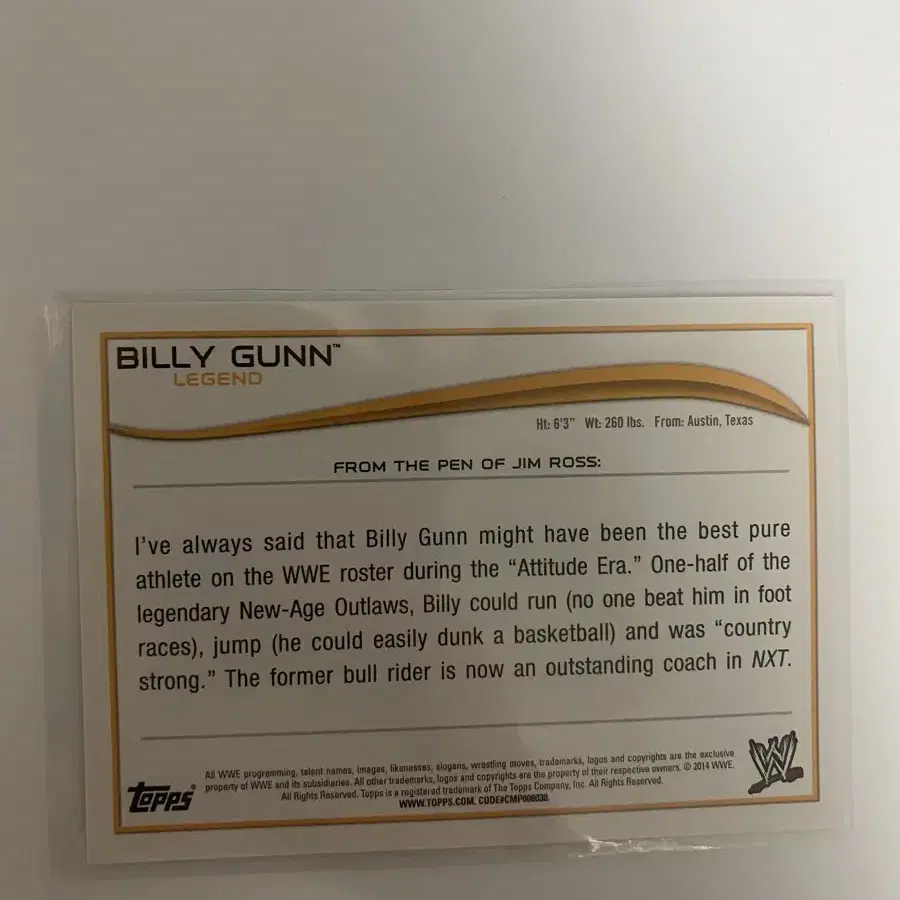 BILLY GUNN™
LEGEND
Ht: 6'3" Wt: 260 lbs. From: Austin, Texas
FROM THE PEN OF JIM ROSS:
I've always said that Billy Gunn might have been the best pure
athlete on the WWE roster during the “Attitude Era.” One-half of the
legendary New-Age Outlaws, Billy could run (no one beat him in foot
races), jump (he could easily dunk a basketball) and was “country
strong.” The former bull rider is now an outstanding coach in NXT.
All WWE programming, talent names, images, likenesses, slogans, wrestling moves, trademarks, logos and copyrights are the exclusive
property of WWE and its subsidiaries. All other trademarks, logos and copyrights are the property of their respective owners. © 2014 WWE.
All Rights Reserved. Topps is a registered trademark of The Topps Company, Inc. All Rights Reserved.
WWW.TOPPS.COM. CODE#CMP008030.
topps®
W